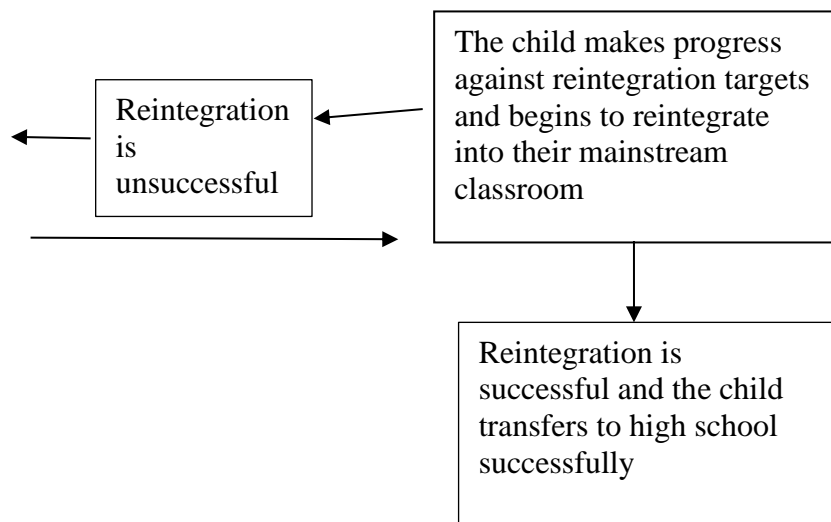 The child makes progress
against reintegration targets
and begins to reintegrate
into their mainstream
classroom
Reintegration
is
unsuccessful
Reintegration is
successful and the child
transfers to high school
successfully